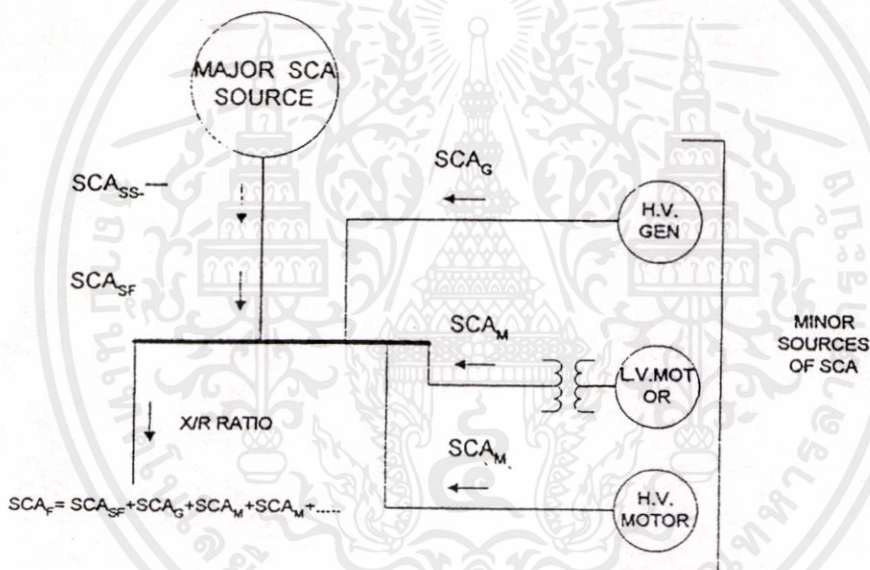 MAJOR SCA
SOURCE
SCA_SS-
SCA_G
H.V.
GEN
SCA_SF
SCA_M
MINOR
SOURCES
OF SCA
L.V.MOT
OR
X/R RATIO
SCA_M
H.V.
MOTOR
SCA_F= SCA_SF+SCA_G+SCA_M+SCA_M+.....